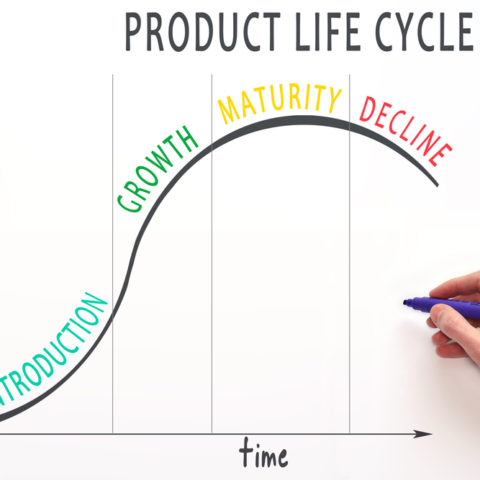 PRODUCT LIFE CYCLE
NTRODUCTION
GROWTH
MATURITY
DECLINE
time